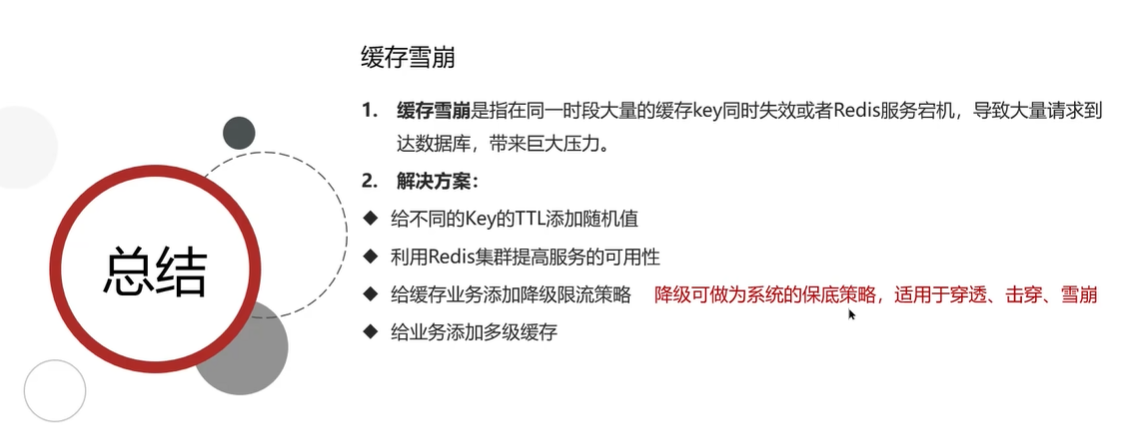 缓存雪崩
1. 缓存雪崩是指在同一时段大量的缓存key同时失效或者Redis服务宕机，导致大量请求到
达数据库，带来巨大压力。
2. 解决方案：
◆ 给不同的Key的TTL添加随机值
◆ 利用Redis集群提高服务的可用性
◆ 给缓存业务添加降级限流策略 降级可做为系统的保底策略，适用于穿透、击穿、雪崩
◆ 给业务添加多级缓存
总结